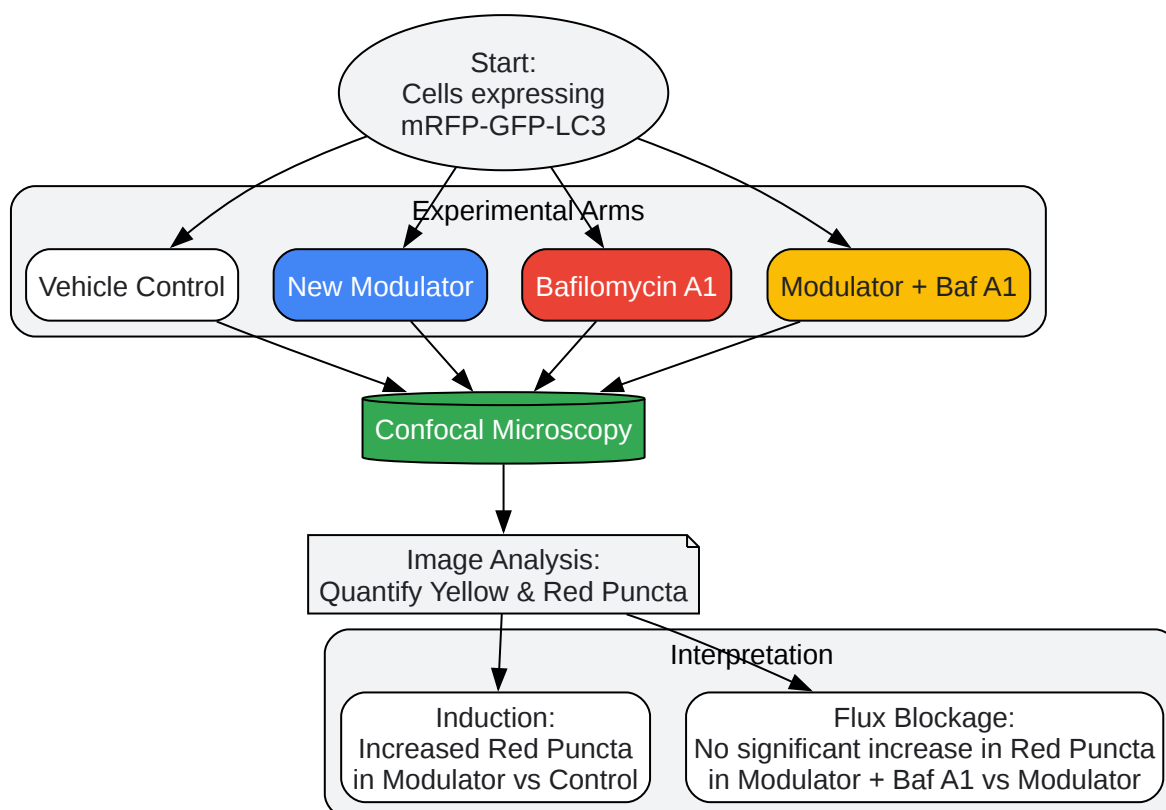 Start:
Cells expressing
mRFP-GFP-LC3
Experimental Arms
Vehicle Control
New Modulator
Bafilomycin A1
Modulator + Baf A1
Confocal Microscopy
Image Analysis:
Quantify Yellow & Red Puncta
Interpretation
Induction:
Increased Red Puncta
in Modulator vs Control
Flux Blockage:
No significant increase in Red Puncta
in Modulator + Baf A1 vs Modulator